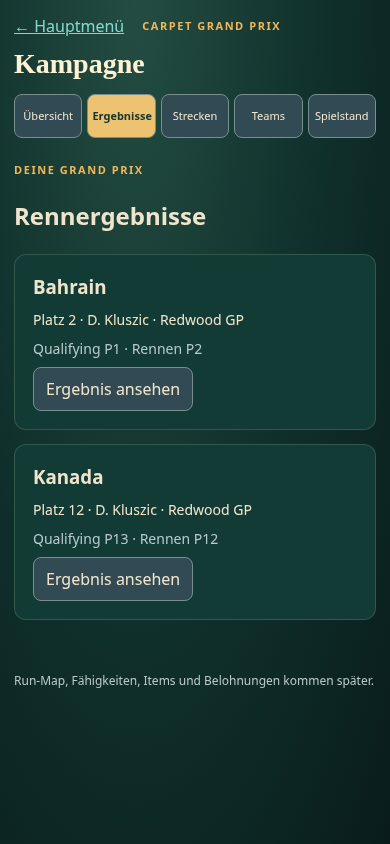 ← Hauptmenü CARPET GRAND PRIX
Kampagne
Übersicht Ergebnisse Strecken Teams Spielstand
DEINE GRAND PRIX
Rennergebnisse
Bahrain
Platz 2 · D. Kluszic · Redwood GP
Qualifying P1 · Rennen P2
Ergebnis ansehen
Kanada
Platz 12 · D. Kluszic · Redwood GP
Qualifying P13 · Rennen P12
Ergebnis ansehen
Run-Map, Fähigkeiten, Items und Belohnungen kommen später.